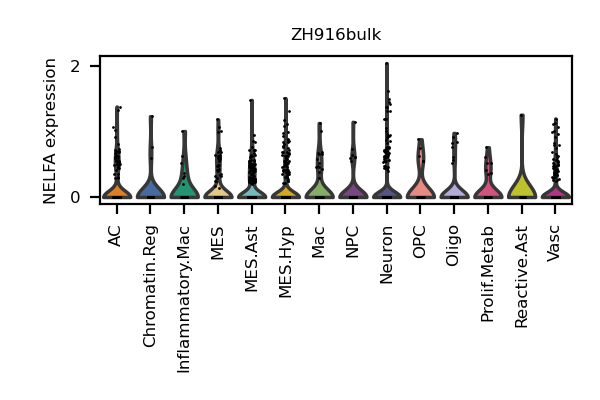 ZH916bulk
NELFA expression
2
0
AC
Chromatin.Reg
Inflammatory.Mac
MES
MES.Ast
MES.Hyp
Mac
NPC
Neuron
OPC
Oligo
Prolif.Metab
Reactive.Ast
Vasc